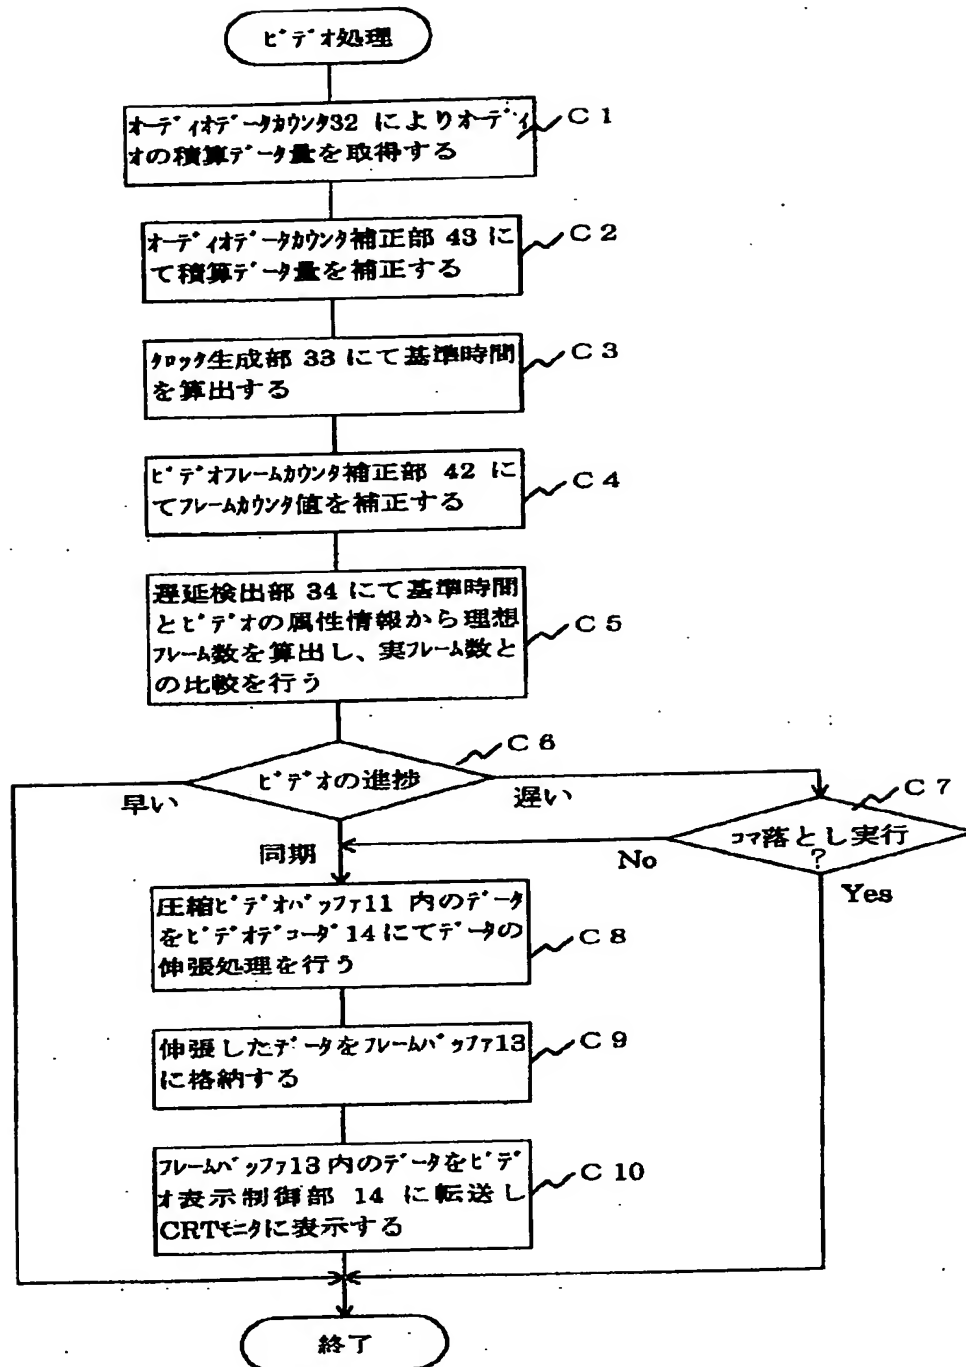 ビデオ処理
オーディオデータカウンタ32 によりオーディ
オの積算データ量を取得する
C1
オーディオデータカウンタ補正部 43 に
て積算データ量を補正する
C2
クロック生成部 33 にて基準時間
を算出する
C3
ビデオフレームカウンタ補正部 42 に
てフレームカウンタ値を補正する
C4
遅延検出部 34 にて基準時間
とビデオの属性情報から理想
フレーム数を算出し、実フレーム数と
の比較を行う
C5
ビデオの進捗
C6
早い
遅い
同期
コマ落とし実行
?
C7
No
Yes
圧縮ビデオバッファ11 内のデータ
をビデオデコーダ14にてデータの
伸張処理を行う
C8
伸張したデータをフレームバッファ13
に格納する
C9
フレームバッファ13内のデータをビデ
オ表示制御部 14 に転送し
CRTモニタに表示する
C10
終了